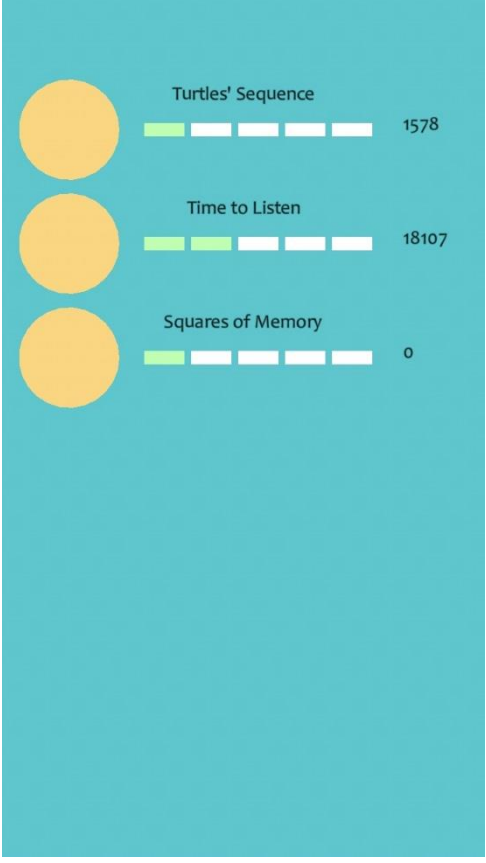 Turtles' Sequence
1578
Time to Listen
18107
Squares of Memory
0